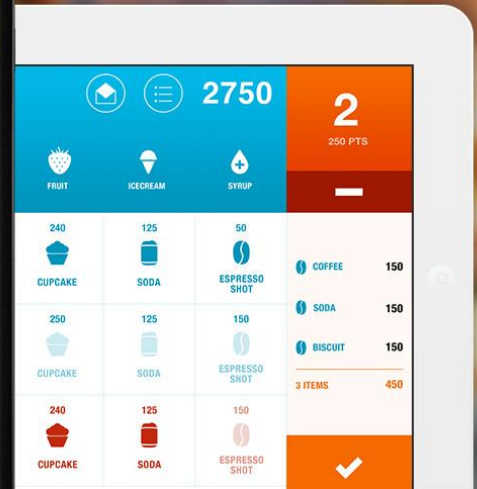 2750
2
250 PTS
FRUIT
ICECREAM
SYRUP
240
125
50
CUPCAKE
SODA
ESPRESSO
SHOT
250
125
150
CUPCAKE
SODA
ESPRESSO
SHOT
240
125
150
CUPCAKE
SODA
ESPRESSO
SHOT
COFFEE 150
SODA 150
BISCUIT 150
3 ITEMS 450